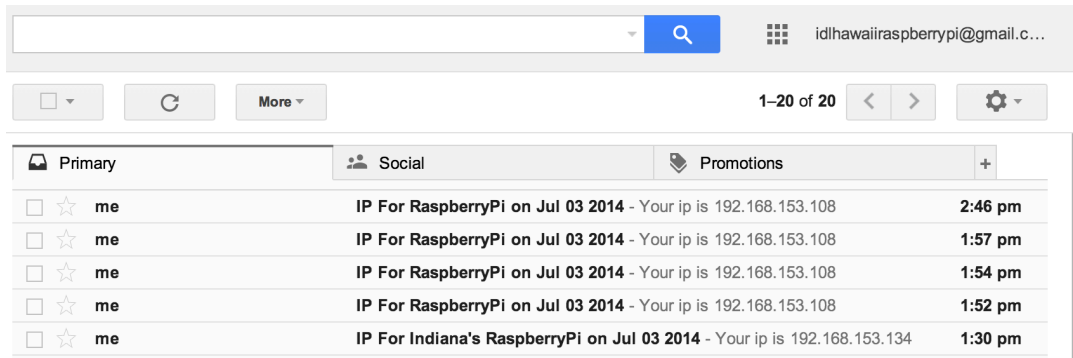 idlhawaiiraspberrypi@gmail.c...
More 1–20 of 20
Primary Social Promotions +
me IP For RaspberryPi on Jul 03 2014 - Your ip is 192.168.153.108 2:46 pm
me IP For RaspberryPi on Jul 03 2014 - Your ip is 192.168.153.108 1:57 pm
me IP For RaspberryPi on Jul 03 2014 - Your ip is 192.168.153.108 1:54 pm
me IP For RaspberryPi on Jul 03 2014 - Your ip is 192.168.153.108 1:52 pm
me IP For Indiana's RaspberryPi on Jul 03 2014 - Your ip is 192.168.153.134 1:30 pm